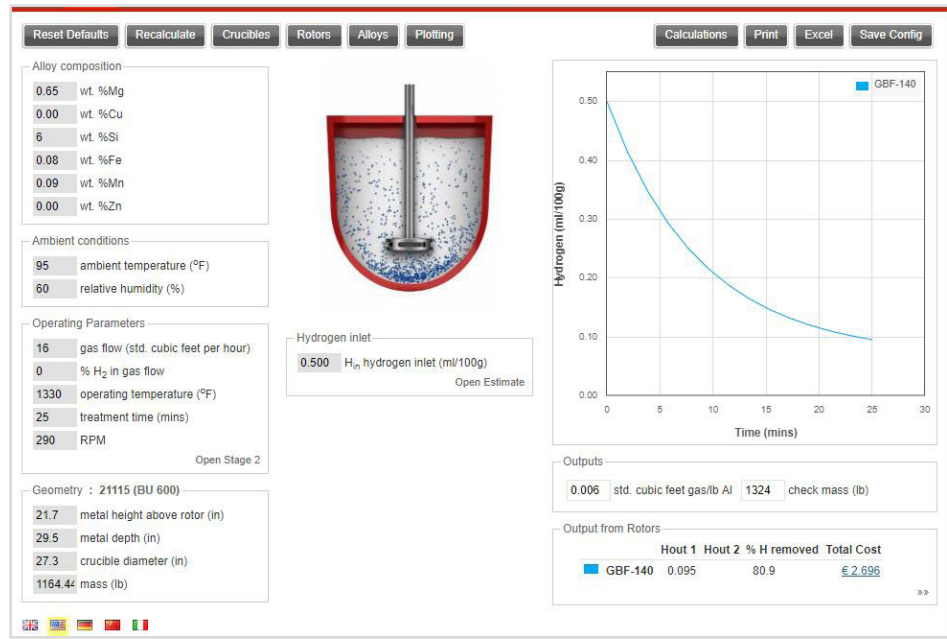 Reset Defaults Recalculate Crucibles Rotors Alloys Plotting Calculations Print Excel Save Config
Alloy composition
0.65 wt. %Mg
0.00 wt. %Cu
6 wt. %Si
0.08 wt. %Fe
0.09 wt. %Mn
0.00 wt. %Zn
Ambient conditions
95 ambient temperature (ºF)
60 relative humidity (%)
Operating Parameters
16 gas flow (std. cubic feet per hour)
0 % H2 in gas flow
1330 operating temperature (ºF)
25 treatment time (mins)
290 RPM
Open Stage 2
Geometry : 21115 (BU 600)
21.7 metal height above rotor (in)
29.5 metal depth (in)
27.3 crucible diameter (in)
1164.44 mass (lb)
Hydrogen inlet
0.500 Hin hydrogen inlet (ml/100g)
Open Estimate
GBF-140
Hydrogen (ml/100g)
0.50
0.40
0.30
0.20
0.10
0.00
0 5 10 15 20 25 30
Time (mins)
Outputs
0.006 std. cubic feet gas/lb Al 1324 check mass (lb)
Output from Rotors
Hout 1 Hout 2 % H removed Total Cost
GBF-140 0.095 80.9 € 2.696
»»